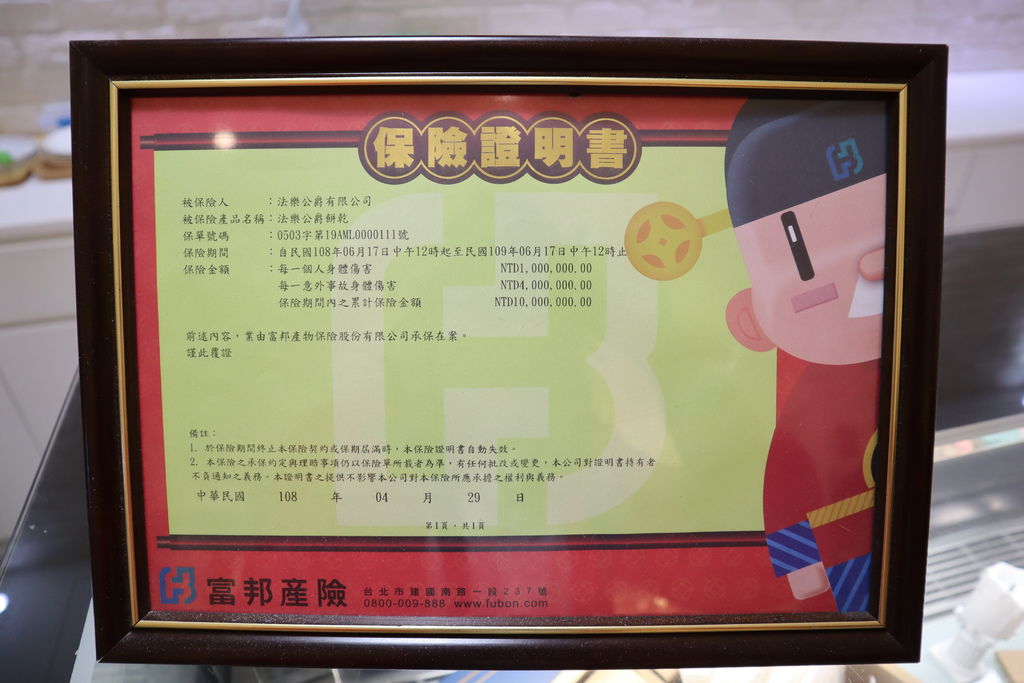 保險證明書
被保險人 : 法樂公爵有限公司
被保險產品名稱 : 法樂公爵餅乾
保單號碼 : 0503字第19AML0000111號
保險期間 : 自民國108年06月17日中午12時起至民國109年06月17日中午12時止
保險金額 : 每一個人身體傷害 NTD1,000,000.00
每一意外事故身體傷害 NTD4,000,000.00
保險期間內之累計保險金額 NTD10,000,000.00
前述內容，業由富邦產物保險股份有限公司承保在案。
謹此覆證
備註：
1. 於保險期間終止本保險契約或保期屆滿時，本保險證明書自動失效。
2. 本保險之承保約定與理賠事項仍以保險單所載者為準，有任何批改或變更，本公司對證明書持有者
不負通知之義務。本證明書之提供不影響本公司對本保險所應承擔之權利與義務。
中華民國 108 年 04 月 29 日
第1頁，共1頁
富邦産險 台北市建國南路一段237號
0800-009-888 www.fubon.com